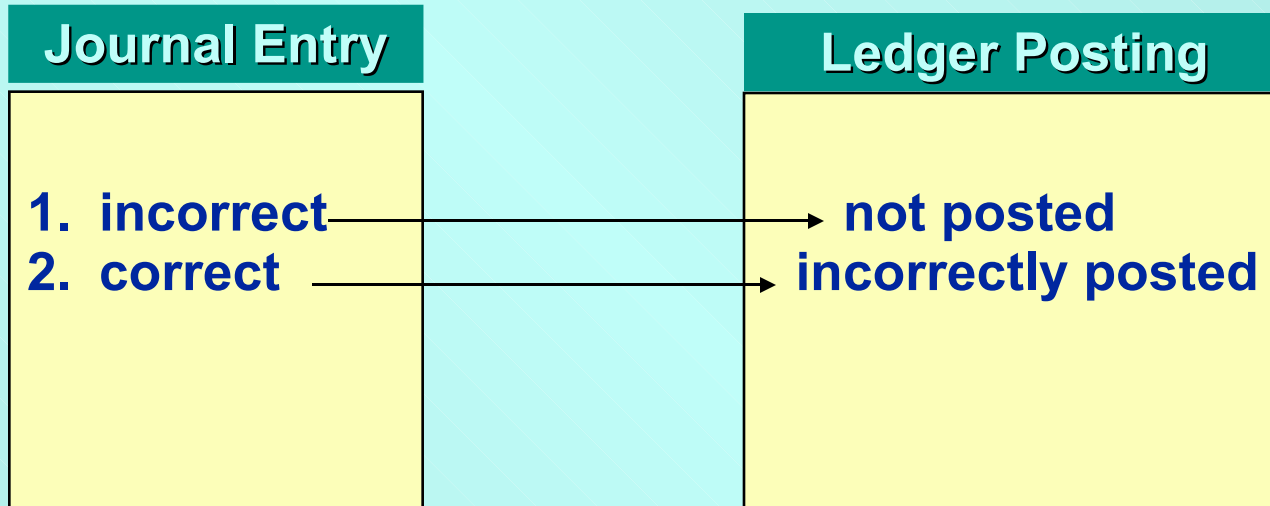 Journal Entry
Ledger Posting
1. incorrect
not posted
2. correct
incorrectly posted